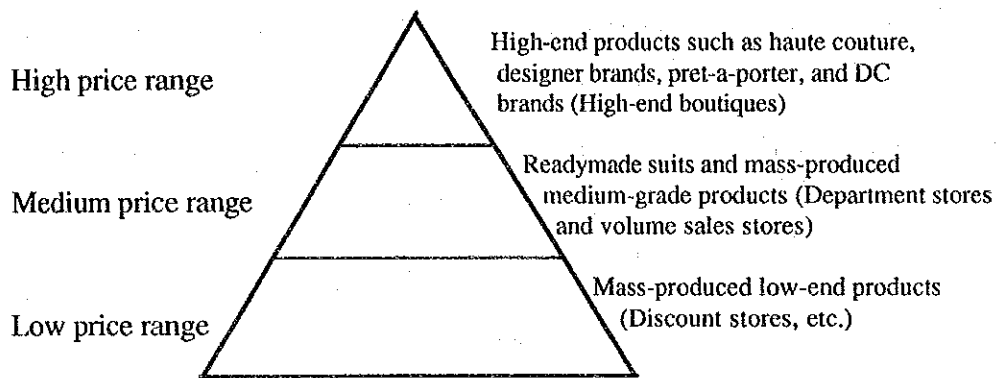 High price range
High-end products such as haute couture,
designer brands, pret-a-porter, and DC
brands (High-end boutiques)
Medium price range
Readymade suits and mass-produced
medium-grade products (Department stores
and volume sales stores)
Low price range
Mass-produced low-end products
(Discount stores, etc.)